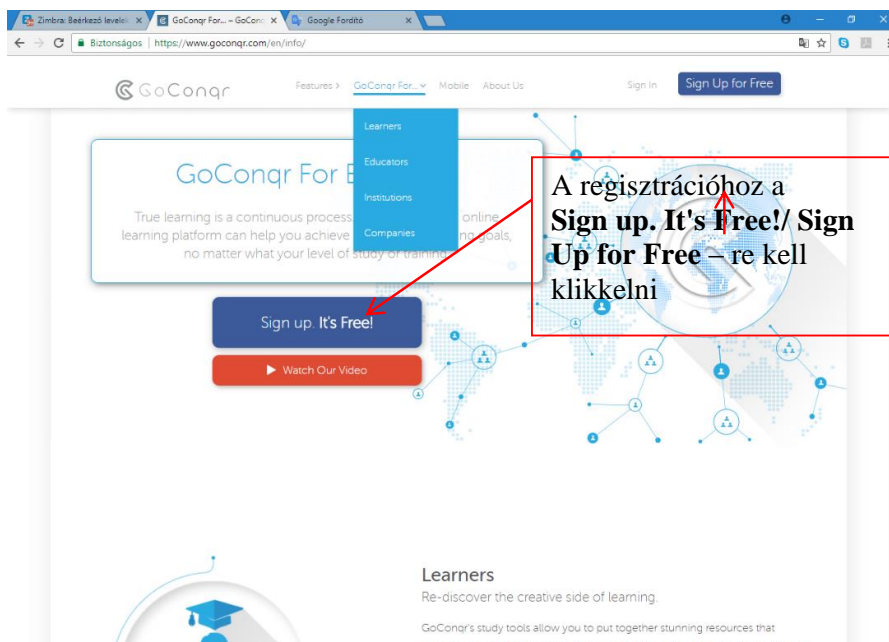 Zimbra: Beérkező levelek
GoConqr For... – GoConq
Google Fordító
Biztonságos | https://www.goconqr.com/en/info/
GoConqr
Features
GoConqr For...
Mobile
About Us
Sign In
Sign Up for Free
Learners
Educators
Institutions
Companies
GoConqr For E
True learning is a continuous process. online
learning platform can help you achieve ng goals,
no matter what your level of study or training
A regisztrációhoz a
Sign up. It's Free!/ Sign
Up for Free – re kell
klikkelni
Sign up. It's Free!
Watch Our Video
Learners
Re-discover the creative side of learning.
GoConqr's study tools allow you to put together stunning resources that